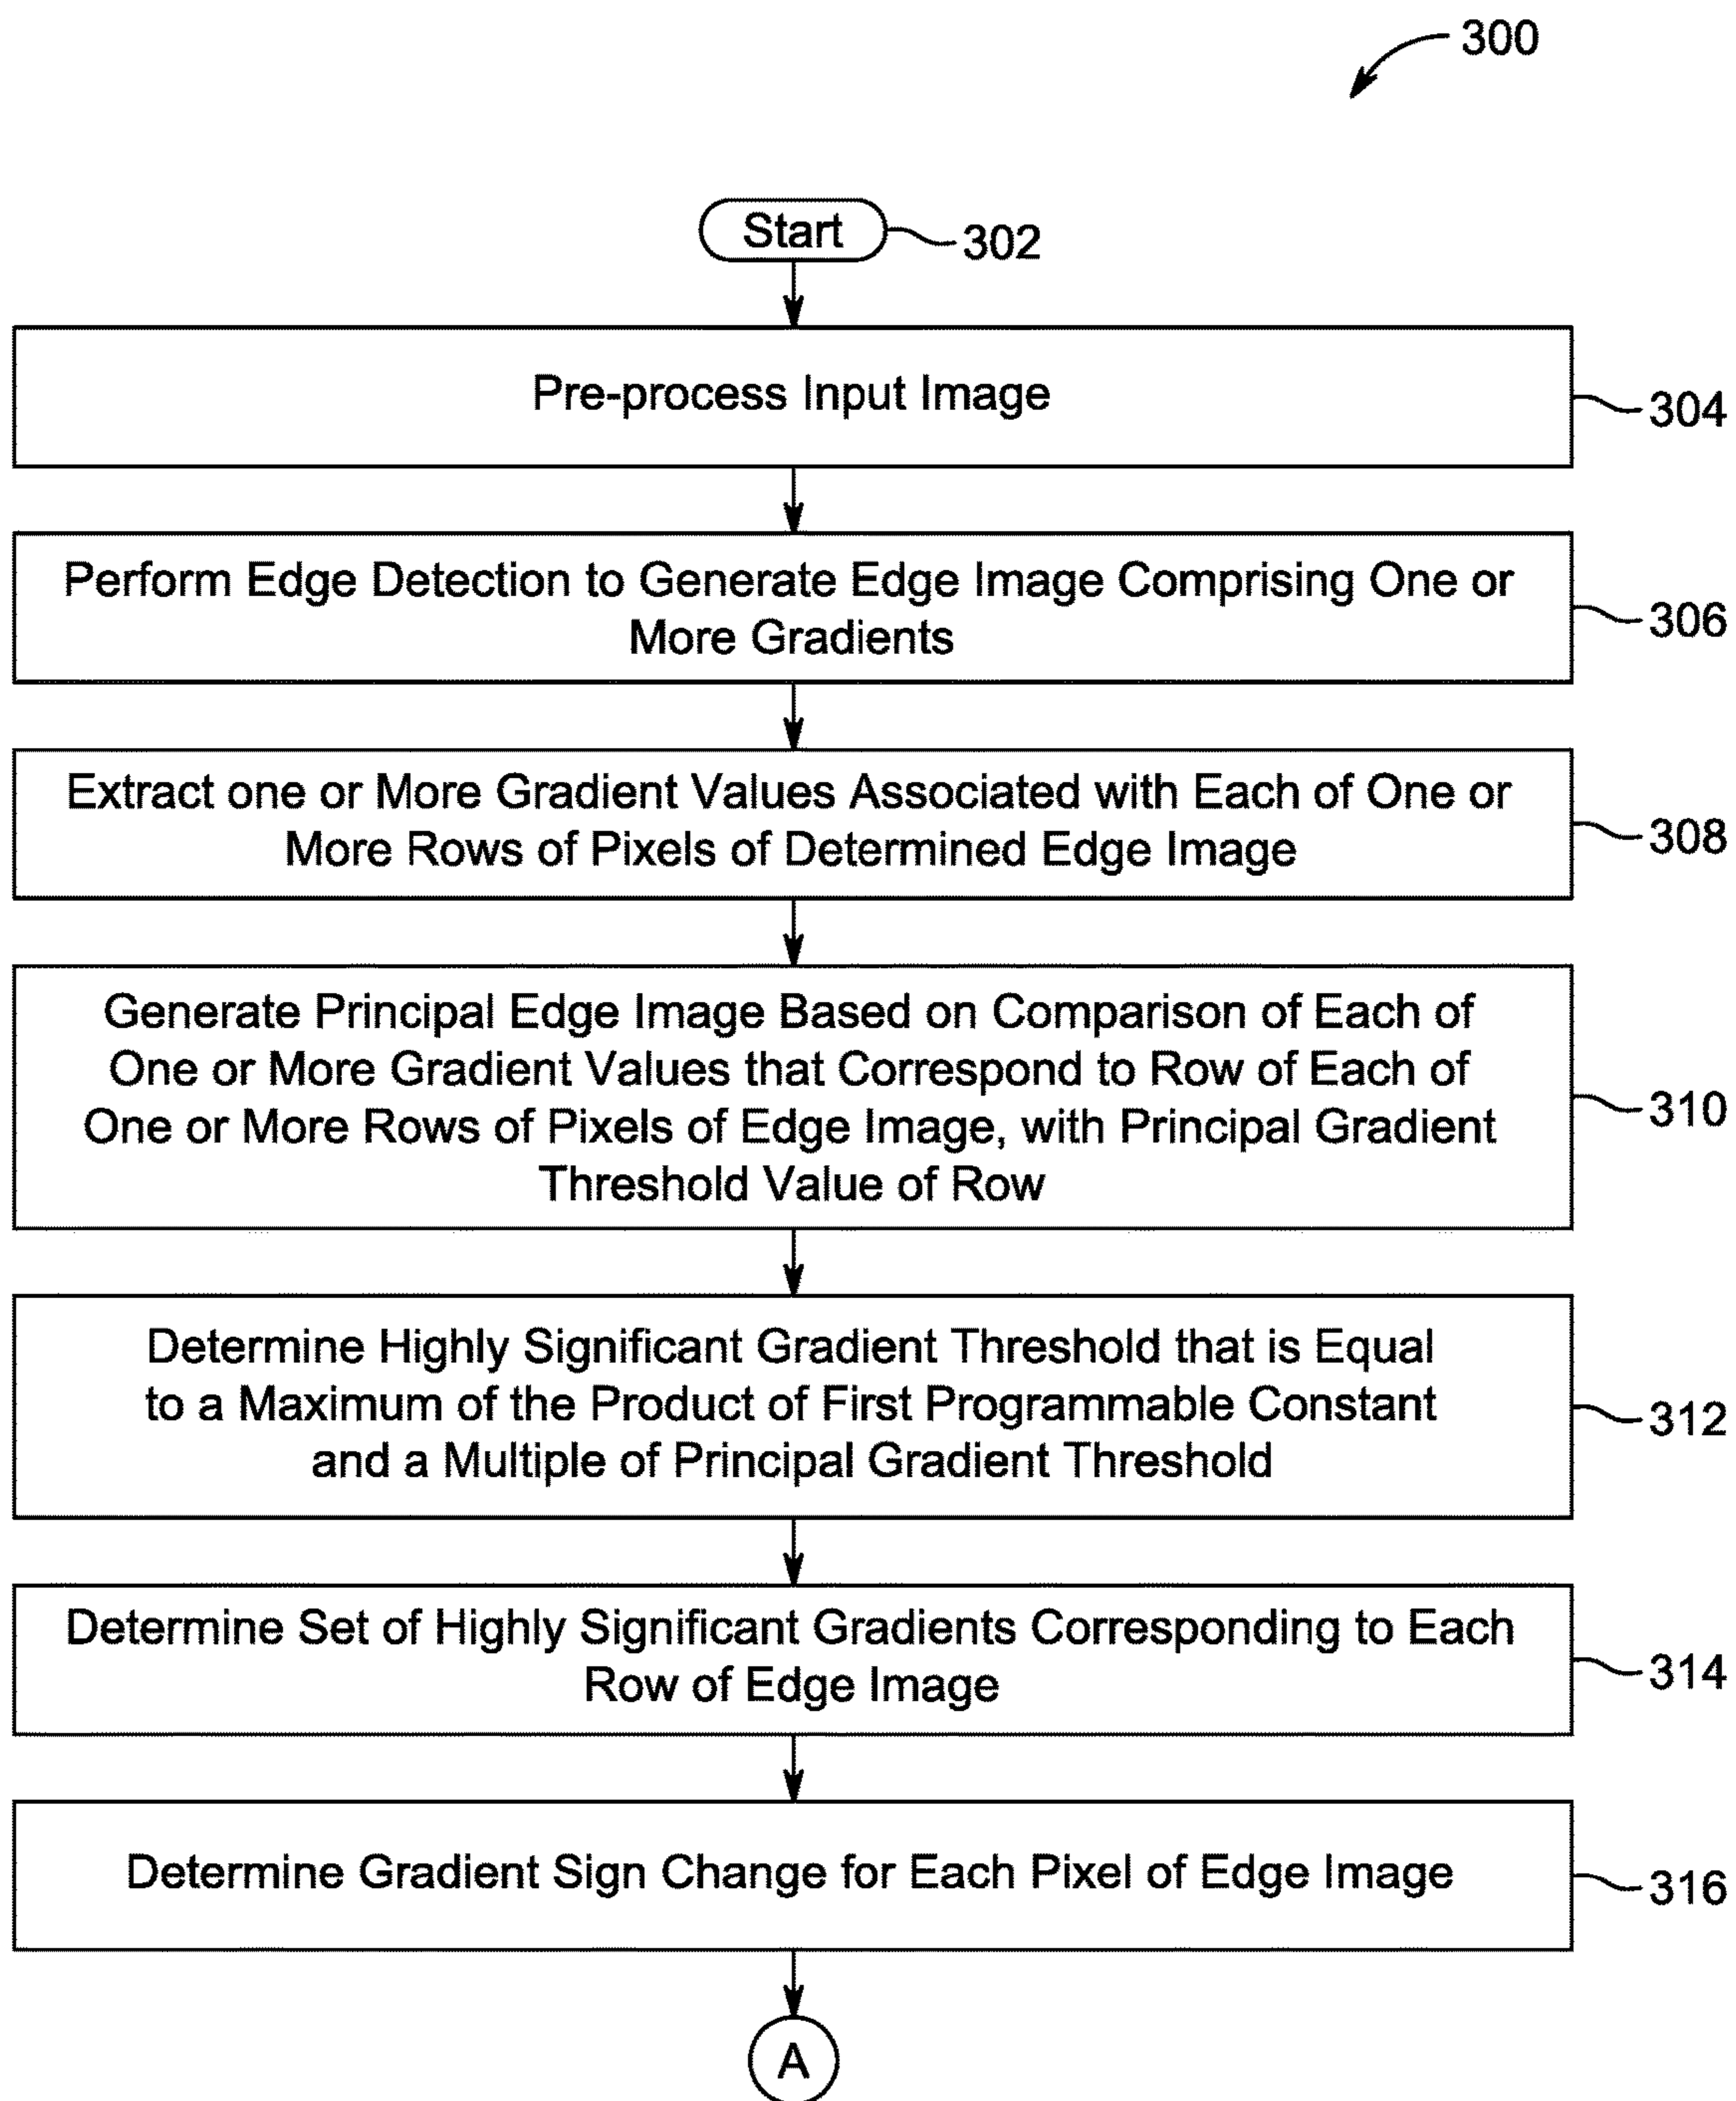 300
Start
302
Pre-process Input Image
304
Perform Edge Detection to Generate Edge Image Comprising One or
More Gradients
306
Extract one or More Gradient Values Associated with Each of One or
More Rows of Pixels of Determined Edge Image
308
Generate Principal Edge Image Based on Comparison of Each of
One or More Gradient Values that Correspond to Row of Each of
One or More Rows of Pixels of Edge Image, with Principal Gradient
Threshold Value of Row
310
Determine Highly Significant Gradient Threshold that is Equal
to a Maximum of the Product of First Programmable Constant
and a Multiple of Principal Gradient Threshold
312
Determine Set of Highly Significant Gradients Corresponding to Each
Row of Edge Image
314
Determine Gradient Sign Change for Each Pixel of Edge Image
316
A